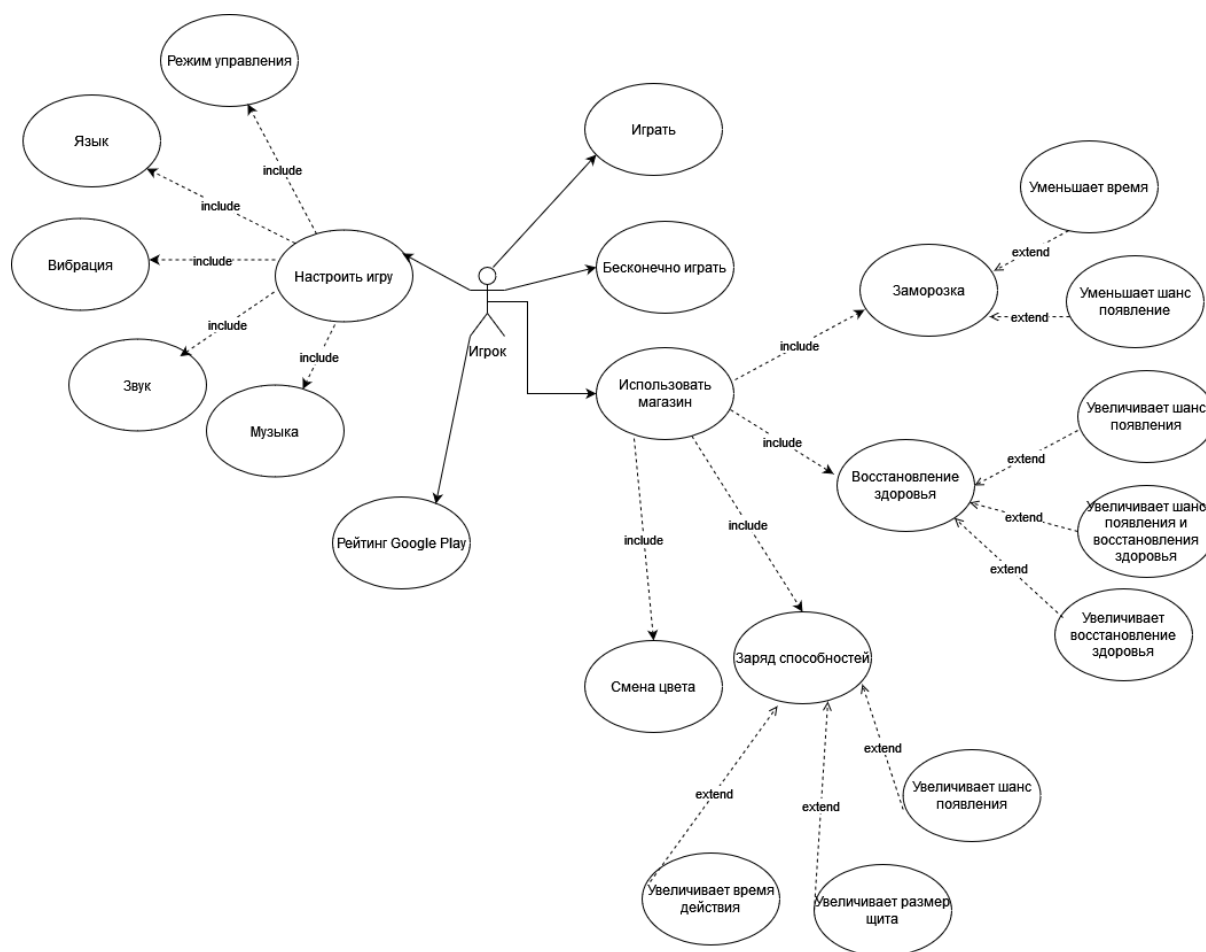 Режим управления
Играть
Язык
include
include
Уменьшает время
Вибрация
include
Настроить игру
Бесконечно играть
extend
Заморозка
Уменьшает шанс
появление
extend
include
Игрок
include
include
Звук
Использовать
магазин
Музыка
Увеличивает шанс
появления
include
extend
Восстановление
здоровья
Увеличивает шанс
появления и
восстановления
здоровья
extend
include
include
Рейтинг Google Play
extend
Увеличивает
восстановление
здоровья
Заряд способностей
Смена цвета
extend
Увеличивает шанс
появления
extend
extend
Увеличивает время
действия
Увеличивает размер
щита